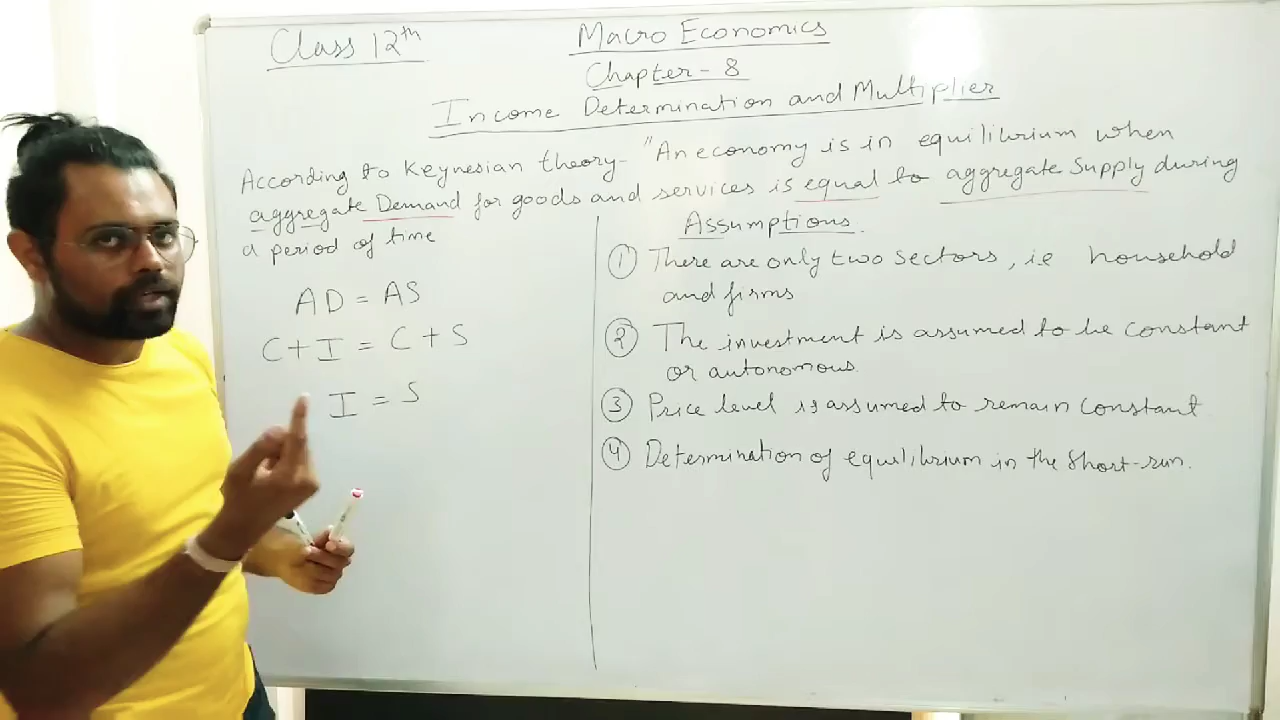 Class 12th
Macro Economics
Chapter - 8
Income Determination and Multiplier
According to Keynesian theory - "An economy is in equilibrium when
aggregate Demand for goods and services is equal to aggregate Supply during
a period of time
AD = AS
C + I = C + S
I = S
Assumptions.
① There are only two sectors, i.e household
and firms
② The investment is assumed to be constant
or autonomous.
③ Price level is assumed to remain constant
④ Determination of equilibrium in the Short-run.